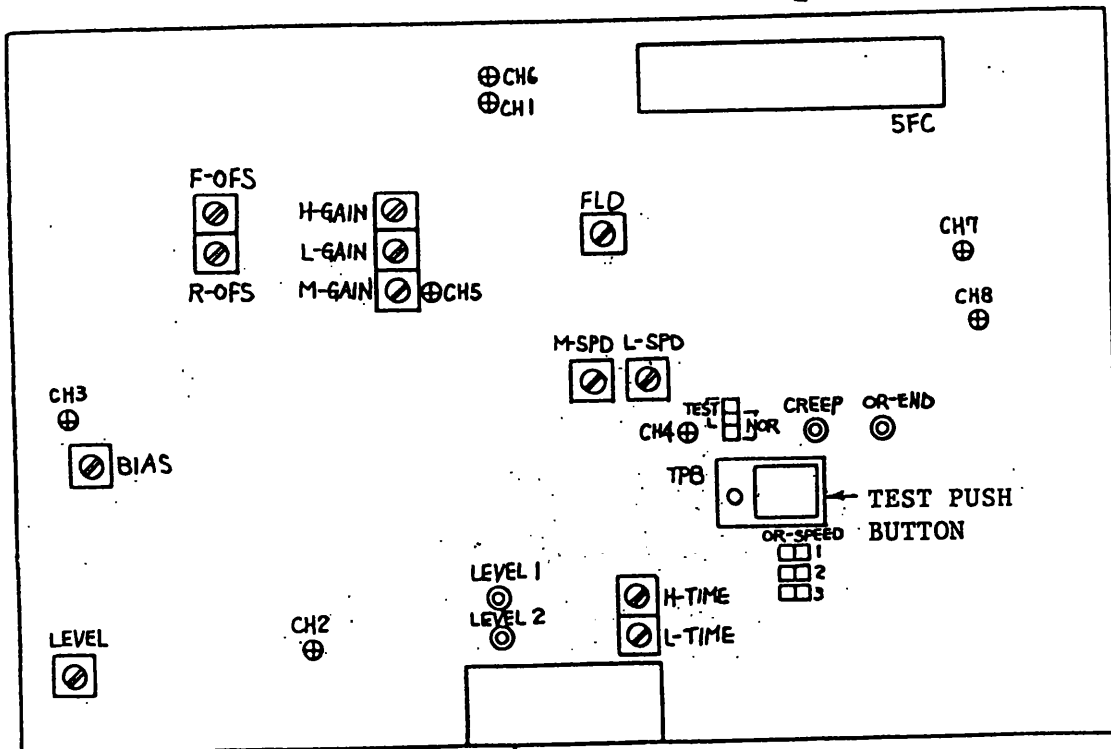 CH6
CH1
5FC
F-OFS
R-OFS
H-GAIN
L-GAIN
M-GAIN
CH5
FLD
CH7
CH8
M-SPD L-SPD
CH3
BIAS
TEST
L
NOR
CH4
CREEP
OR-END
TPB
TEST PUSH
BUTTON
OR-SPEED
1
2
3
LEVEL 1
LEVEL 2
H-TIME
L-TIME
CH2
LEVEL